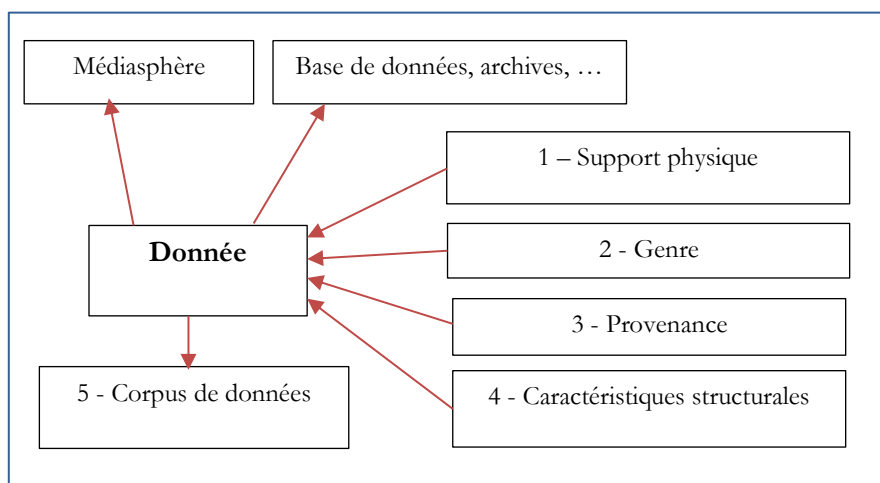 Médiasphère
Base de données, archives, …
1 – Support physique
Donnée
2 - Genre
3 - Provenance
5 - Corpus de données
4 - Caractéristiques structurales